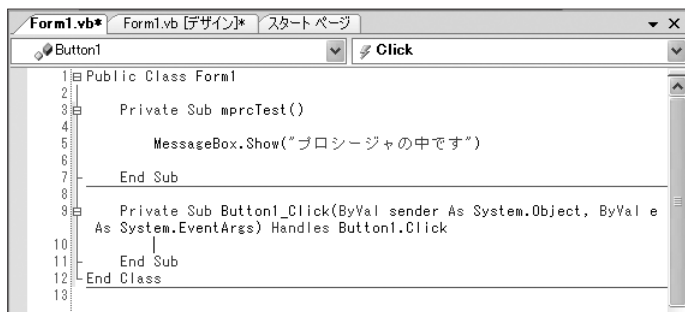 Form1.vb* Form1.vb [デザイン]* スタート ページ
Button1 Click
1 Public Class Form1
2
3 Private Sub mprcTest()
4
5 MessageBox.Show("プロシージャの中です")
6
7 End Sub
8
9 Private Sub Button1_Click(ByVal sender As System.Object, ByVal e
As System.EventArgs) Handles Button1.Click
10
11 End Sub
12 End Class
13